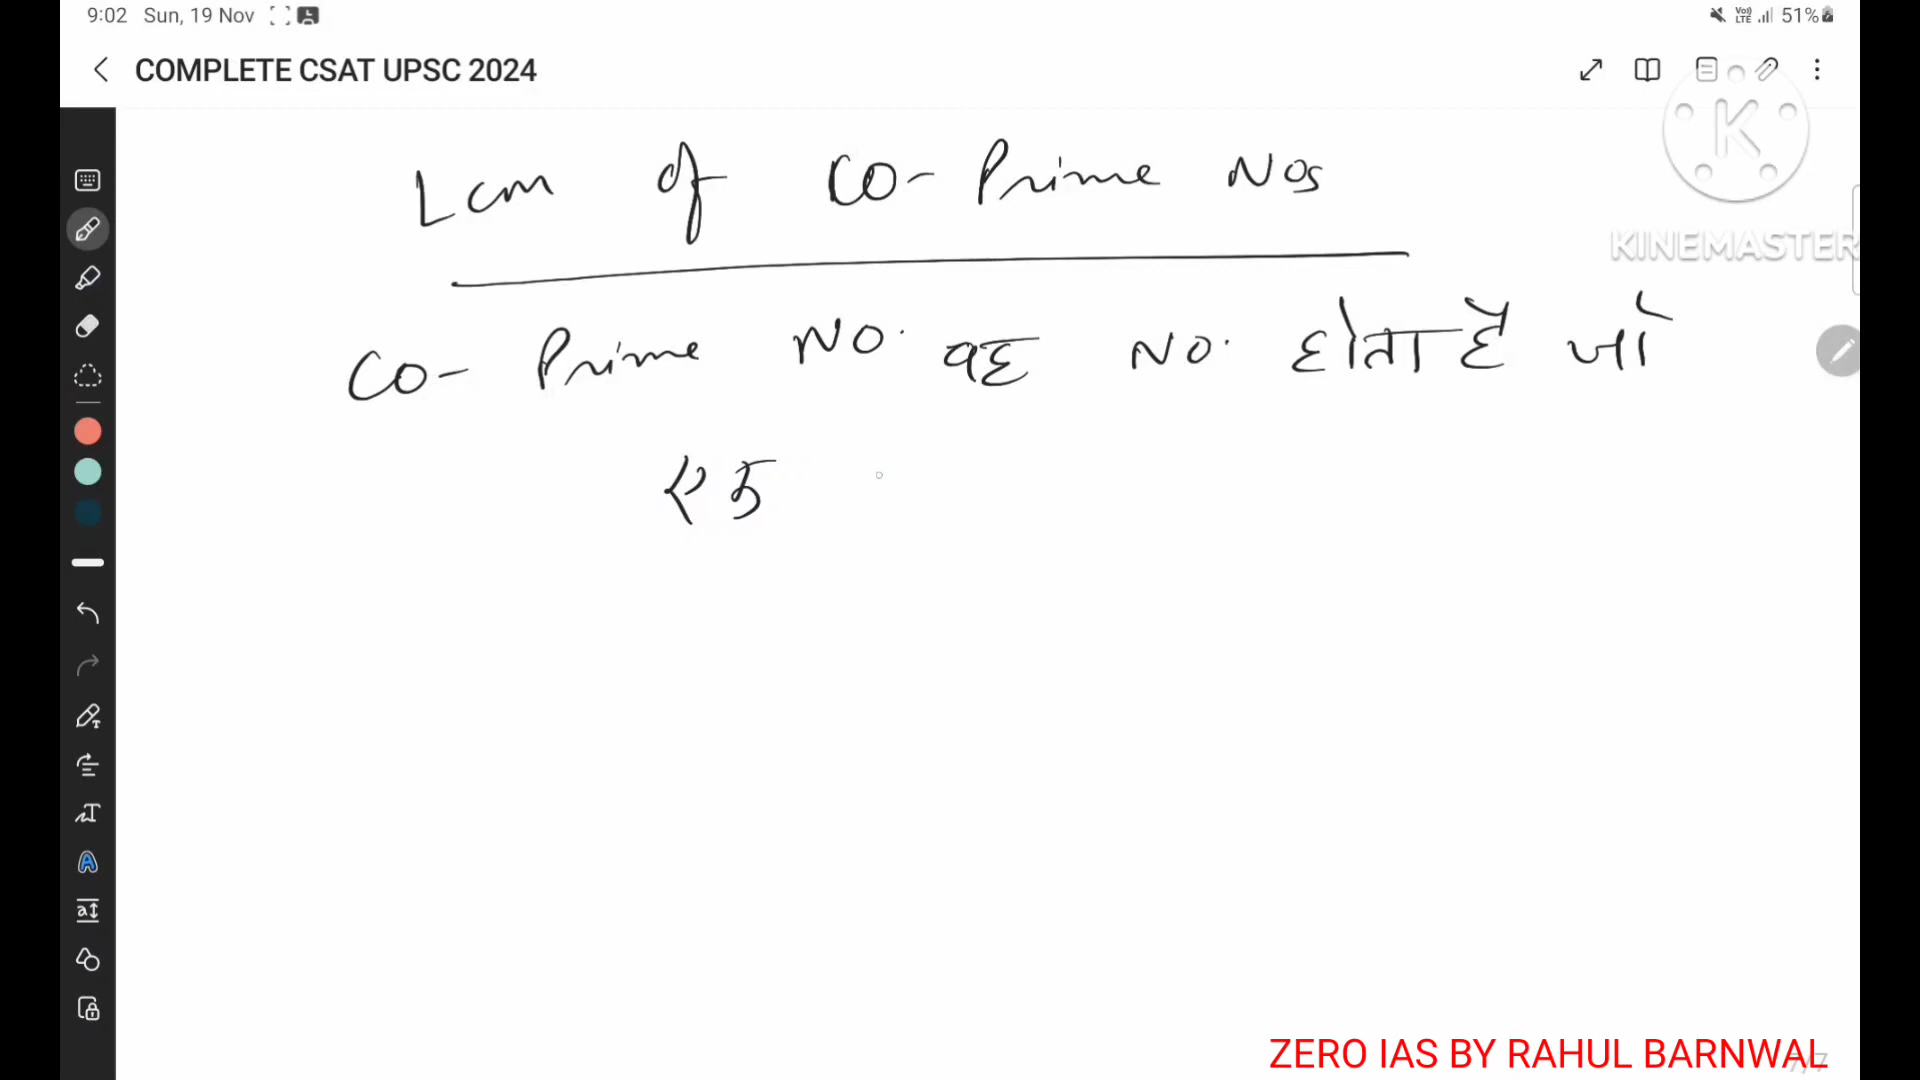 9:02 Sun, 19 Nov 51%
COMPLETE CSAT UPSC 2024
KINEMASTER
Lcm of CO-Prime Nos
CO-Prime NO. वह NO. होता है जो
एक
ZERO IAS BY RAHUL BARNWAL